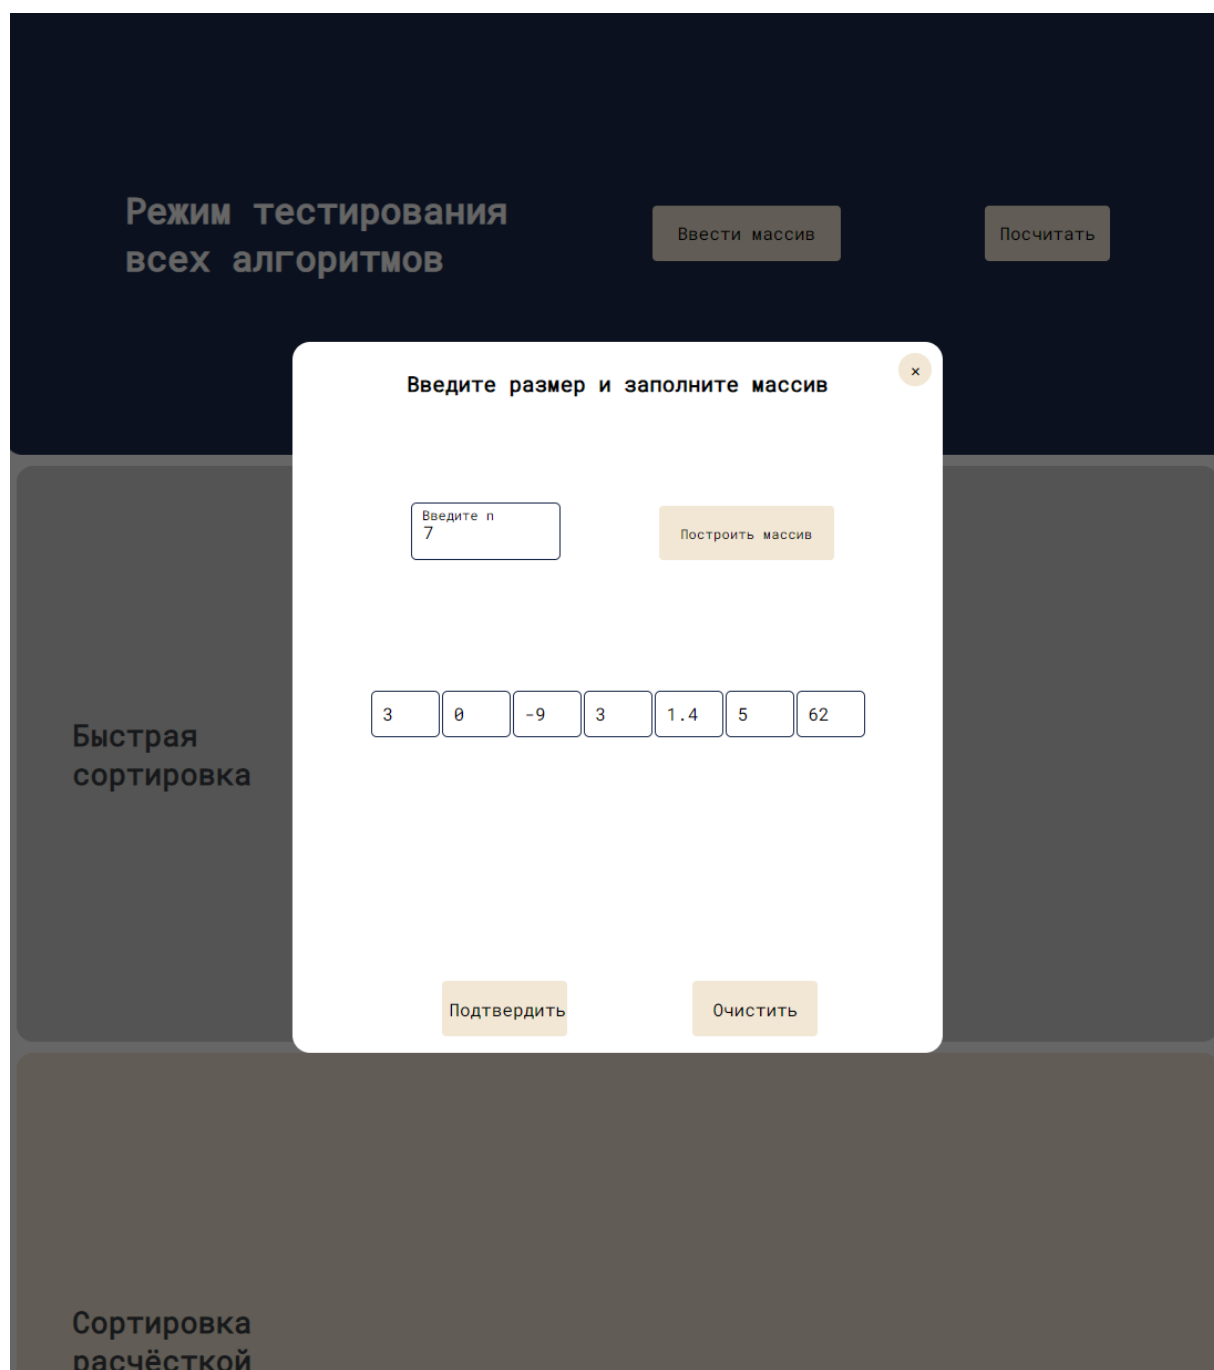 Режим тестирования
всех алгоритмов
Ввести массив
Посчитать
Введите размер и заполните массив
×
Введите n
7
Построить массив
3 0 -9 3 1.4 5 62
Быстрая
сортировка
Подтвердить
Очистить
Сортировка
расчёсткой